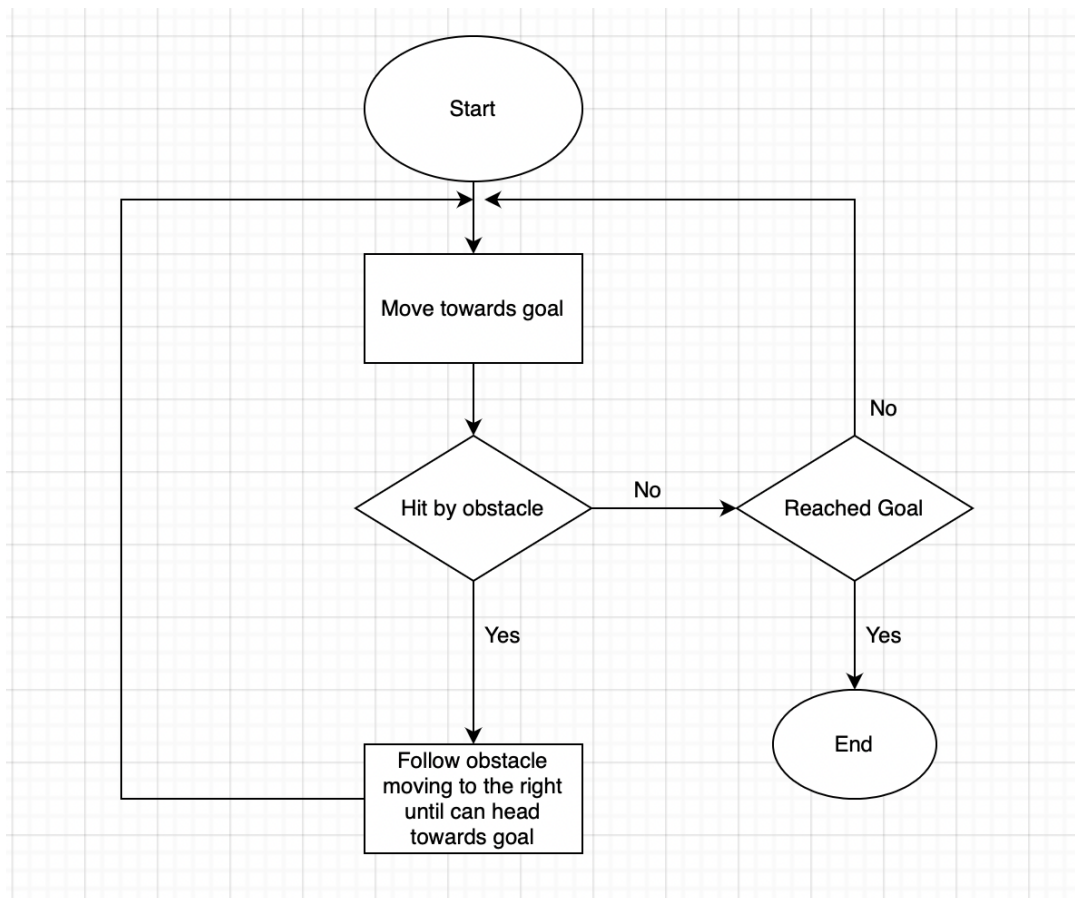 Start
Move towards goal
No
Hit by obstacle
No
Reached Goal
Yes
Yes
End
Follow obstacle
moving to the right
until can head
towards goal